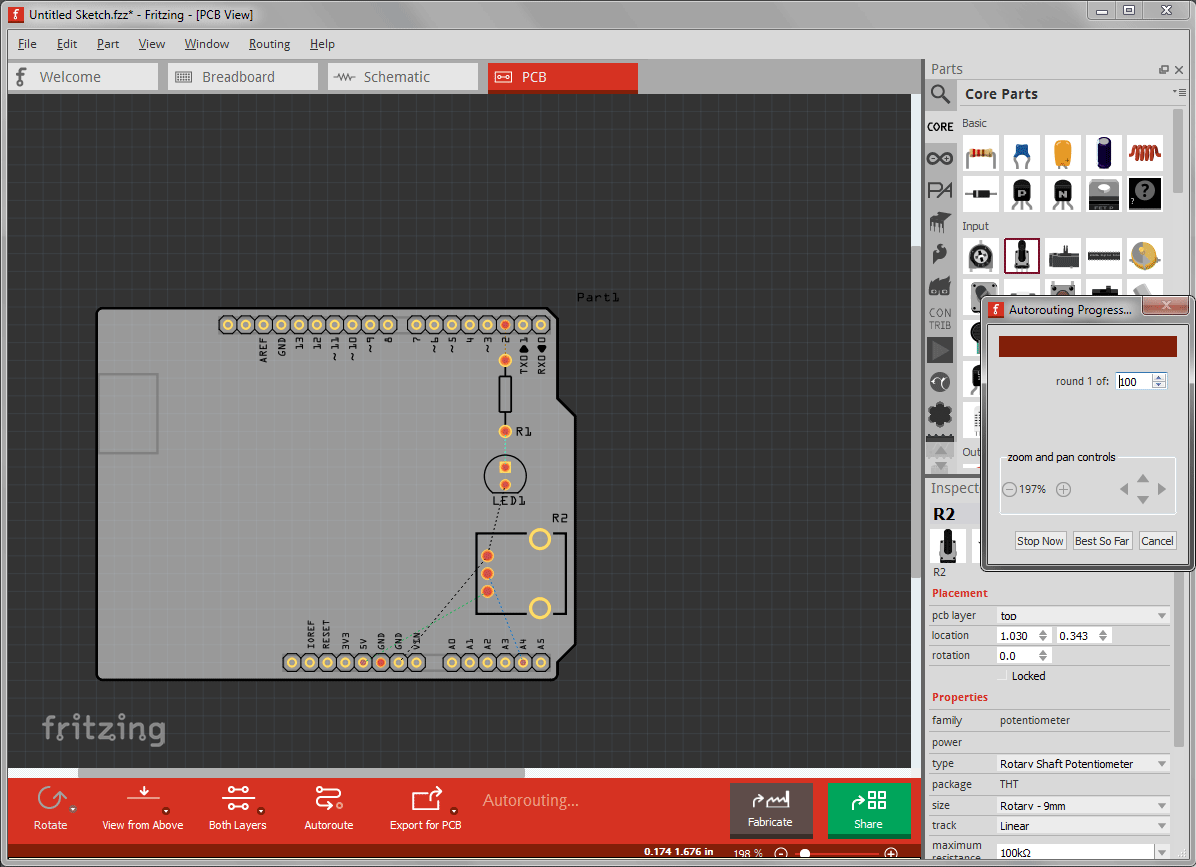 Untitled Sketch.fzz* - Fritzing - [PCB View]
File Edit Part View Window Routing Help
Welcome
Breadboard
Schematic
PCB
Parts
Core Parts
CORE
Basic
P
N
FET P
?
Input
CON
TRIB
Out
Part1
AREF
GND
13
12
~11
~10
~9
8
7
~6
~5
4
~3
2
TX0 1
RX0 0
R1
LED1
R2
IOREF
RESET
3V3
5V
GND
GND
VIN
A0
A1
A2
A3
A4
A5
fritzing
Autorouting Progress...
round 1 of: 100
zoom and pan controls
197%
Stop Now
Best So Far
Cancel
Inspect
R2
R2
Placement
pcb layer top
location 1.030 0.343
rotation 0.0
Locked
Properties
family potentiometer
power
type Rotary Shaft Potentiometer
package THT
size Rotary - 9mm
track Linear
maximum
resistance 100kΩ
Rotate
View from Above
Both Layers
Autoroute
Export for PCB
Autorouting...
Fabricate
Share
0.174 1.676 in
198 %